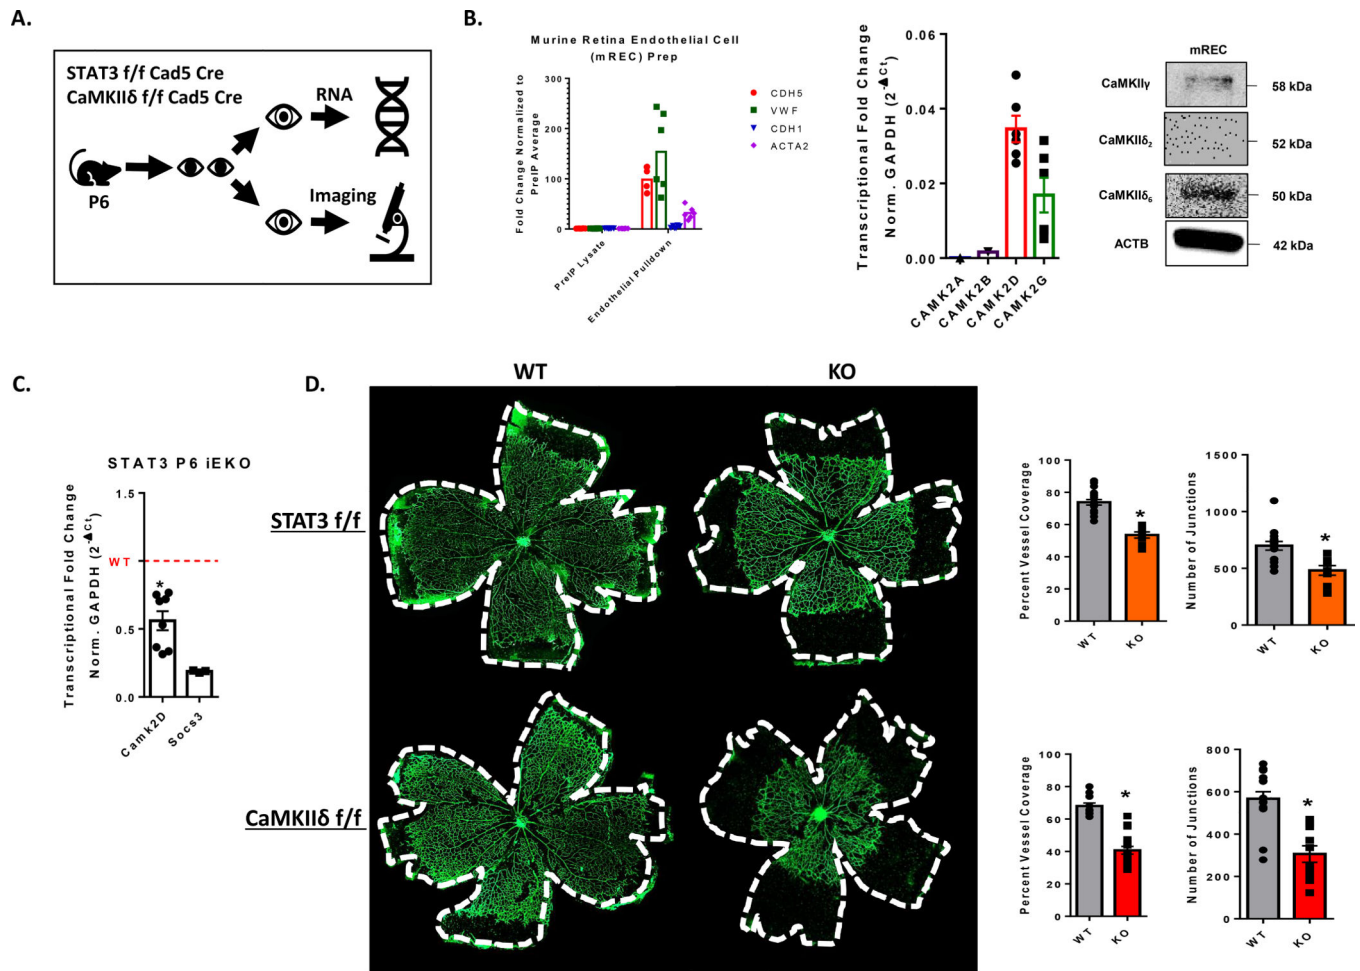 A.
STAT3 f/f Cad5 Cre
CaMKIIδ f/f Cad5 Cre
RNA
P6
Imaging
B.
Murine Retina Endothelial Cell
(mREC) Prep
Fold Change Normalized to
PreIP Average
300
200
100
0
PreIP Lysate
Endothelial Pulldown
CDH5
VWF
CDH1
ACTA2
Transcriptional Fold Change
Norm. GAPDH (2^-ΔCt)
0.06
0.04
0.02
0.00
CAMK2A
CAMK2B
CAMK2D
CAMK2G
mREC
CaMKIIγ
58 kDa
CaMKIIδ₂
52 kDa
CaMKIIδ₆
50 kDa
ACTB
42 kDa
C.
STAT3 P6 iEKO
Transcriptional Fold Change
Norm. GAPDH (2^-ΔCt)
1.5
WT
0.5
0.0
*
Camk2D
Socs3
D.
WT
KO
STAT3 f/f
CaMKIIδ f/f
Percent Vessel Coverage
100
80
60
40
20
0
*
WT
KO
Number of Junctions
1500
1000
500
0
*
WT
KO
Percent Vessel Coverage
100
80
60
40
20
0
*
WT
KO
Number of Junctions
800
600
400
200
0
*
WT
KO